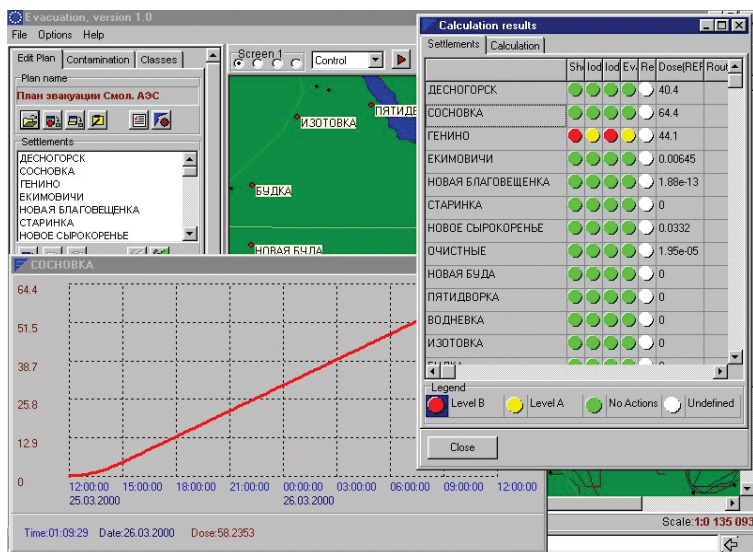 Evacuation, version 1.0
File Options Help
Edit Plan Contamination Classes
Plan name
План эвакуации Смол. АЭС
Settlements
ДЕСНОГОРСК
СОСНОВКА
ГЕНИНО
ЕКИМОВИЧИ
НОВАЯ БЛАГОВЕЩЕНКА
СТАРИНКА
НОВОЕ СЫРОКОРЕНЬЕ
Screen 1
Control
ИЗОТОВКА
ПЯТИДВ
БУДКА
НОВАЯ БУДА
Calculation results
Settlements Calculation
She Iod Iod Eva Re Dose(REF Rout
ДЕСНОГОРСК 40.4
СОСНОВКА 64.4
ГЕНИНО 44.1
ЕКИМОВИЧИ 0.00645
НОВАЯ БЛАГОВЕЩЕНКА 1.88e-13
СТАРИНКА 0
НОВОЕ СЫРОКОРЕНЬЕ 0.0332
ОЧИСТНЫЕ 1.95e-05
НОВАЯ БУДА 0
ПЯТИДВОРКА 0
ВОДНЕВКА 0
ИЗОТОВКА 0
Legend
Level B Level A No Actions Undefined
Close
СОСНОВКА
64.4
51.5
38.7
25.8
12.9
0
12:00:00 15:00:00 18:00:00 21:00:00 00:00:00 03:00:00 06:00:00 09:00:00 12:00:00
25.03.2000 26.03.2000
Time:01:09:29 Date:26.03.2000 Dose:58.2353
Scale:1:0 135 093